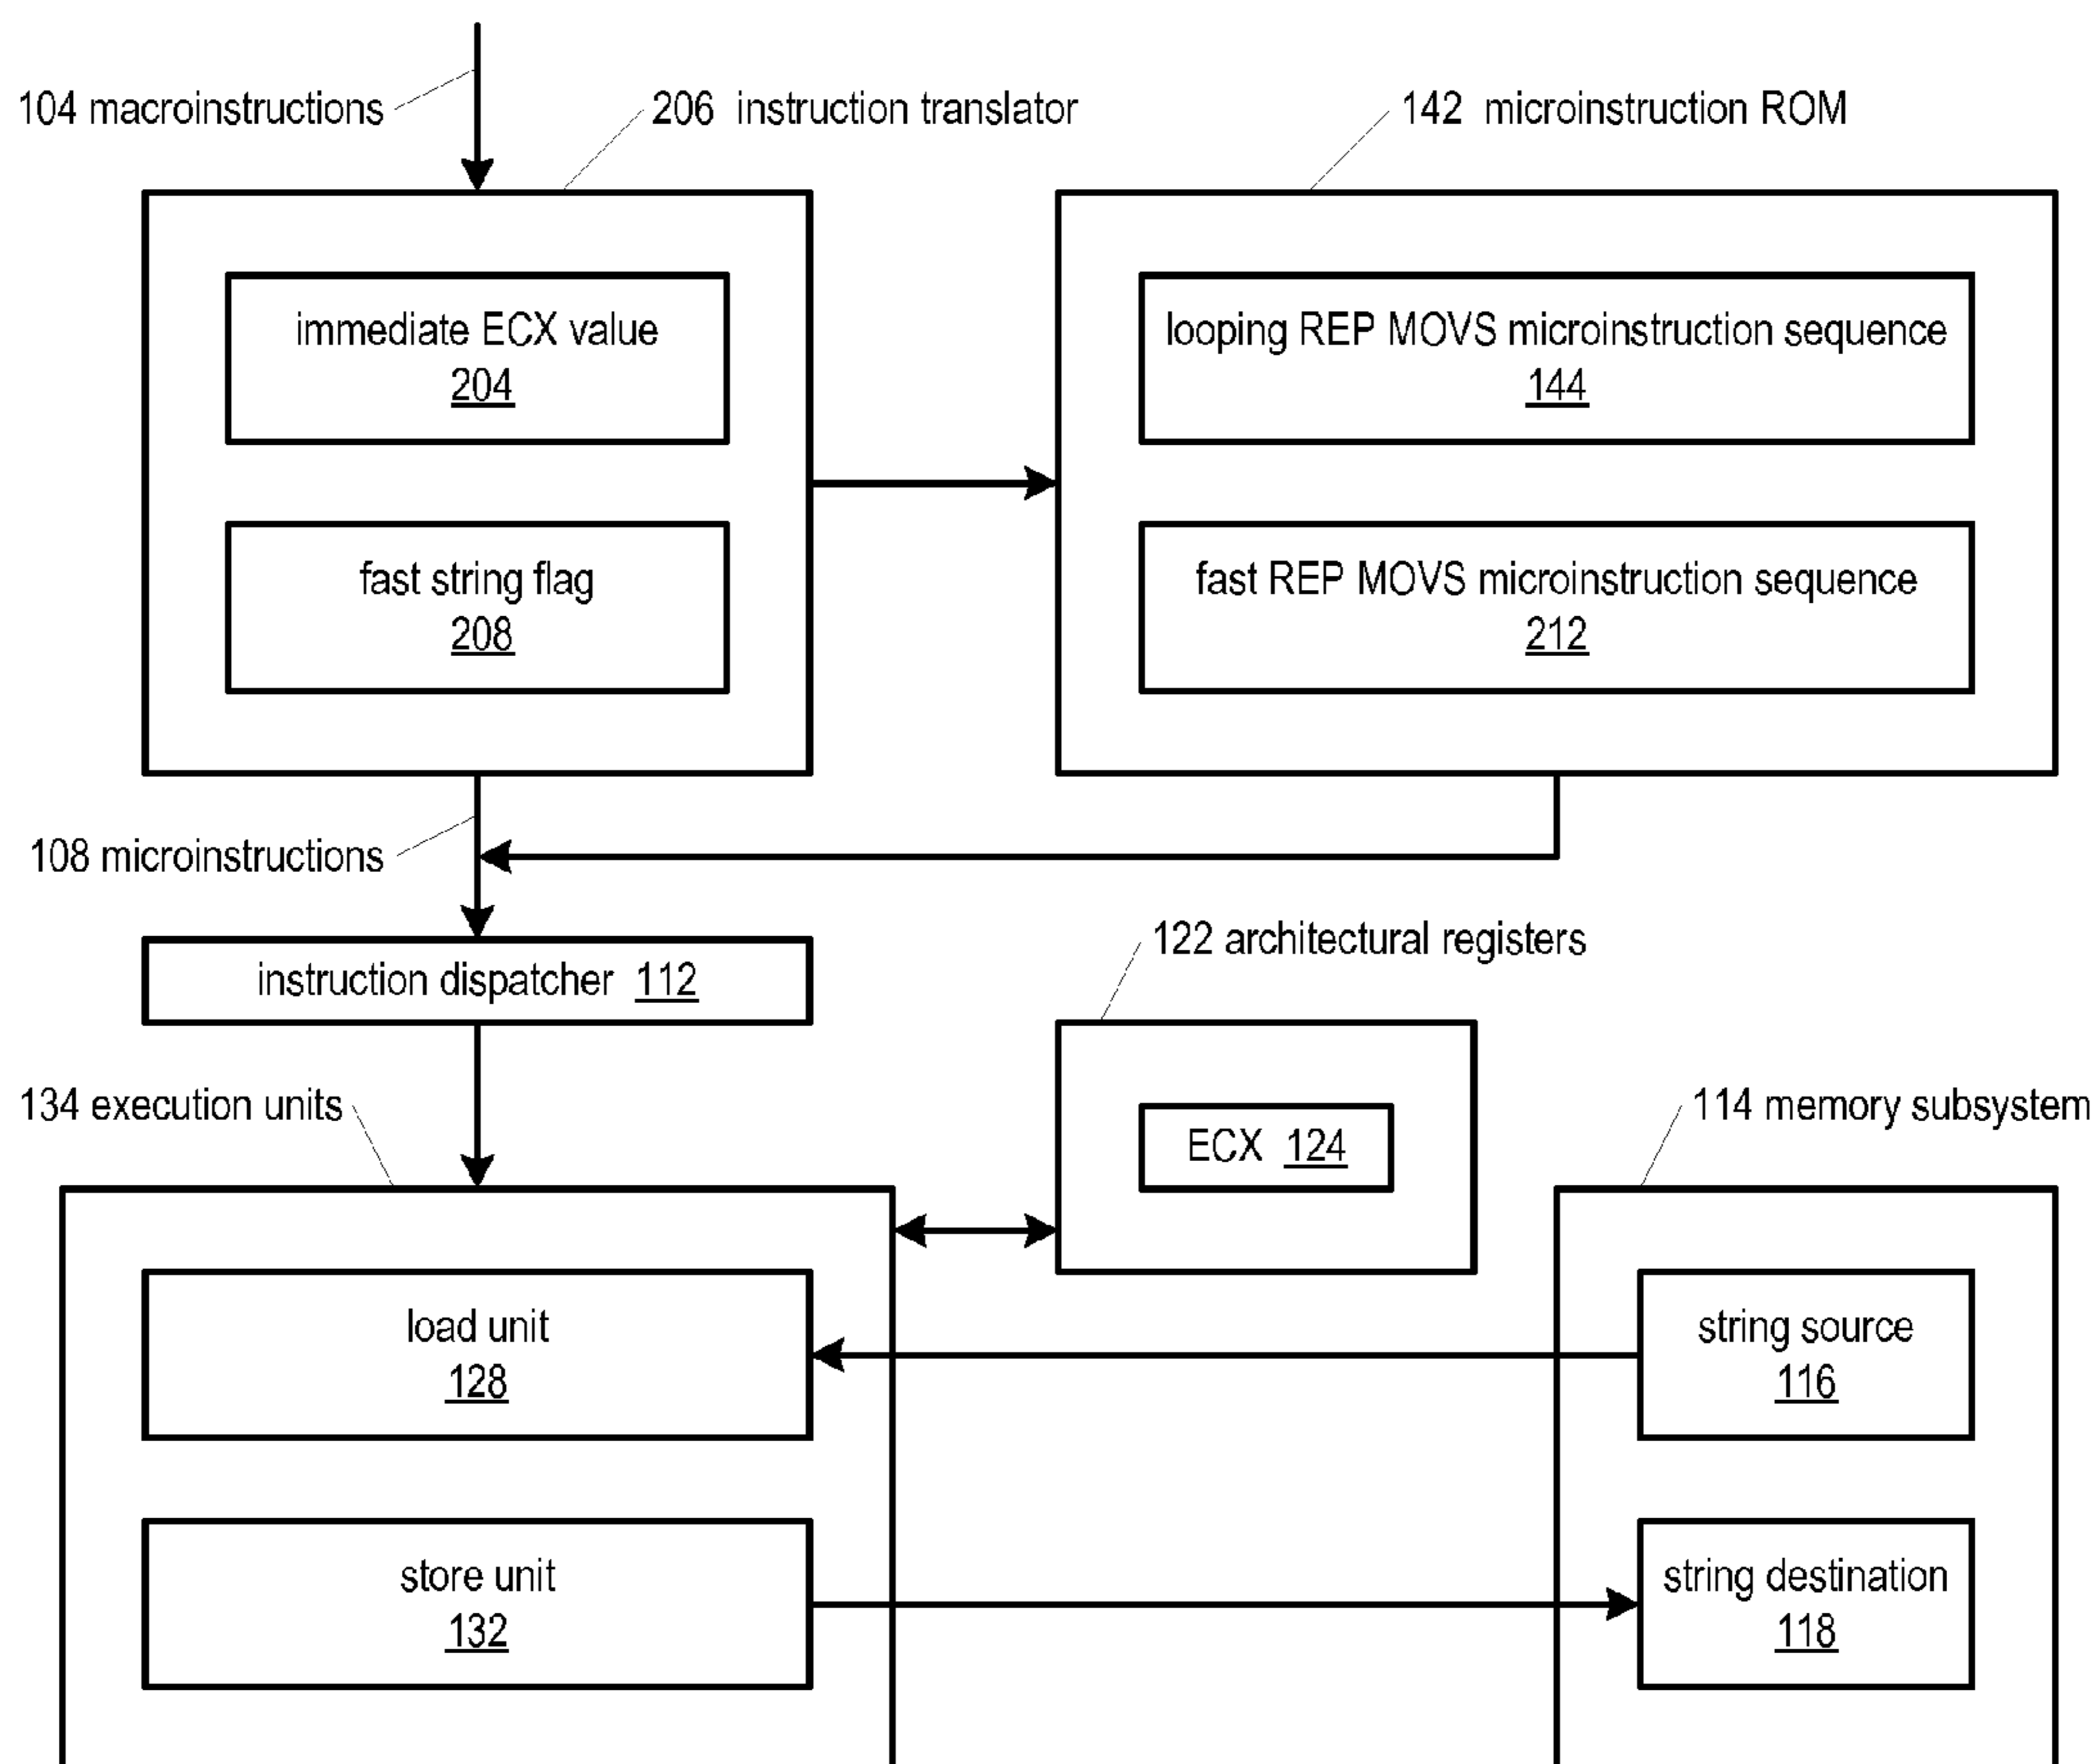 104 macroinstructions
206 instruction translator
142 microinstruction ROM
immediate ECX value
204
looping REP MOVS microinstruction sequence
144
fast string flag
208
fast REP MOVS microinstruction sequence
212
108 microinstructions
122 architectural registers
instruction dispatcher 112
134 execution units
114 memory subsystem
ECX 124
load unit
128
string source
116
store unit
132
string destination
118